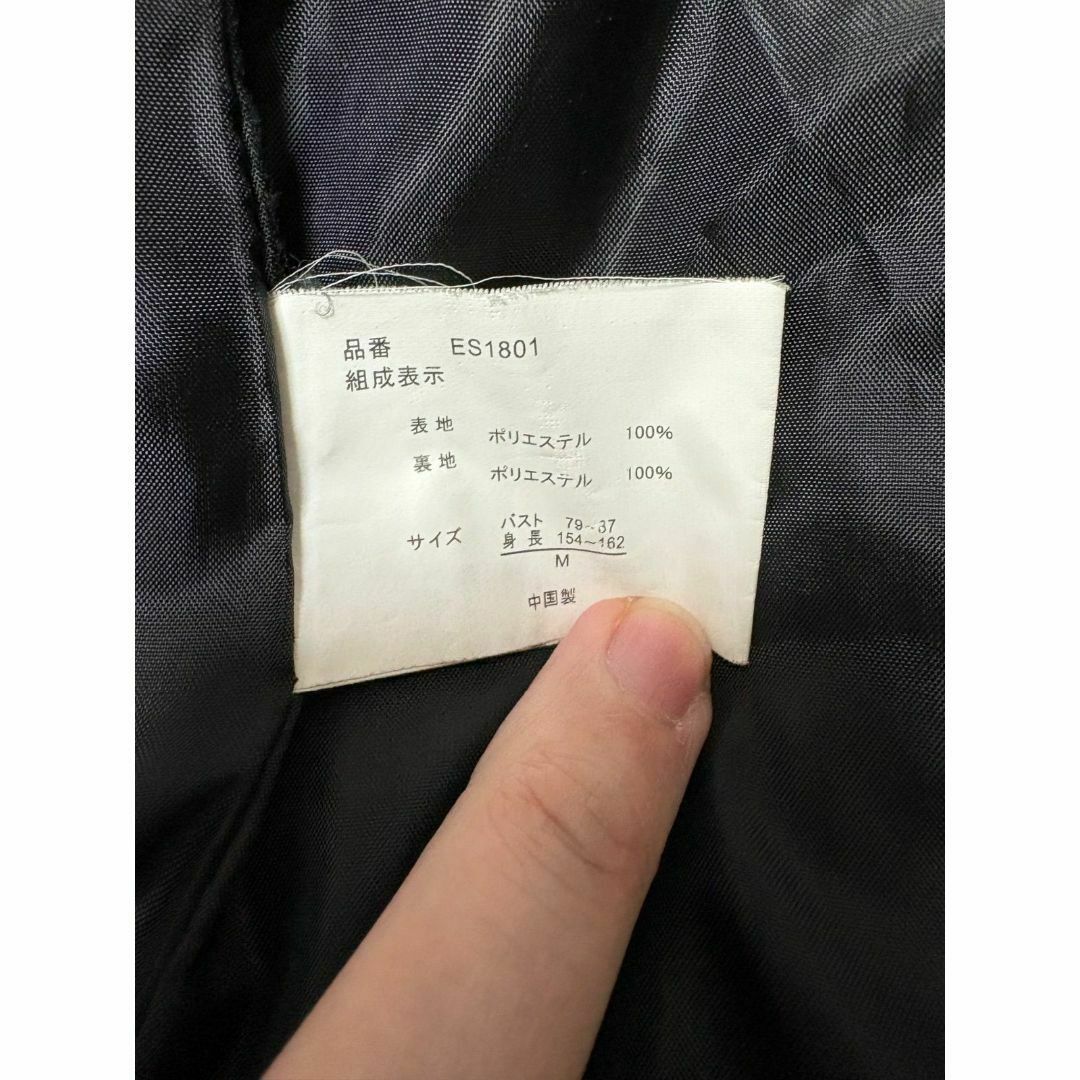 品番 ES1801
組成表示
表地 ポリエステル 100%
裏地 ポリエステル 100%
バスト 79~87
サイズ 身長 154~162
M
中国製